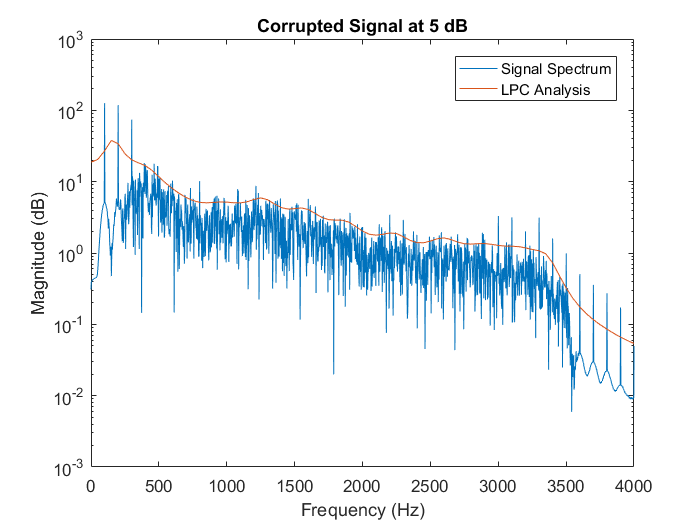 Corrupted Signal at 5 dB
10^3
Signal Spectrum
LPC Analysis
10^2
10^1
10^0
10^-1
10^-2
10^-3
Magnitude (dB)
0 500 1000 1500 2000 2500 3000 3500 4000
Frequency (Hz)